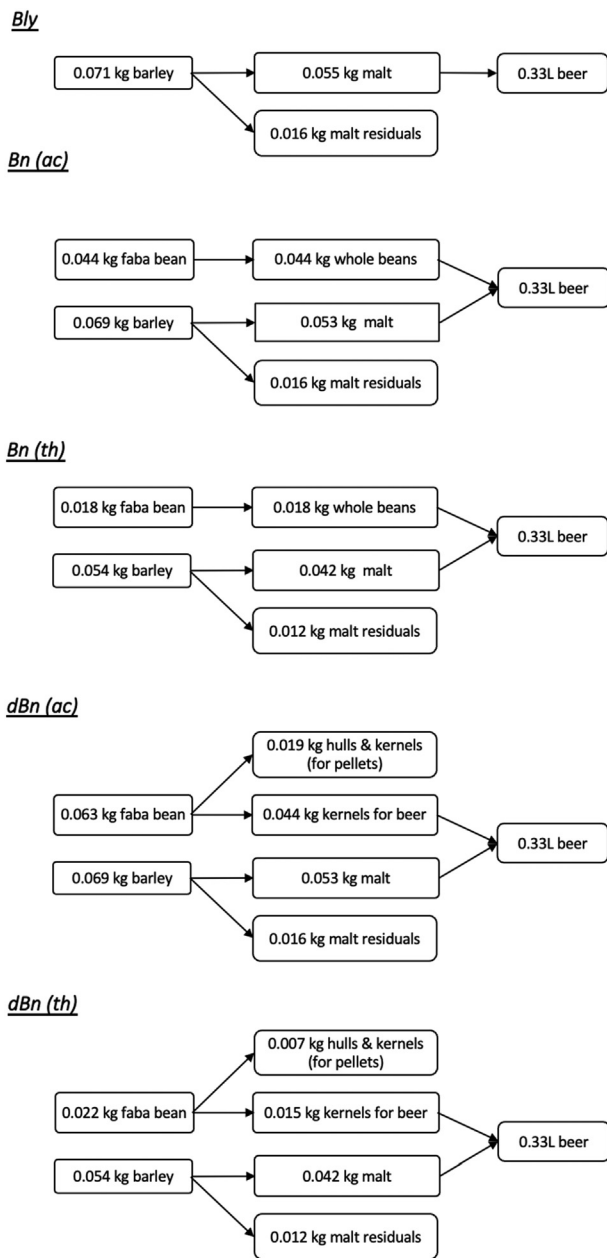 Bly
0.071 kg barley
0.055 kg malt
0.33L beer
0.016 kg malt residuals
Bn (ac)
0.044 kg faba bean
0.044 kg whole beans
0.33L beer
0.069 kg barley
0.053 kg malt
0.016 kg malt residuals
Bn (th)
0.018 kg faba bean
0.018 kg whole beans
0.33L beer
0.054 kg barley
0.042 kg malt
0.012 kg malt residuals
dBn (ac)
0.019 kg hulls & kernels
(for pellets)
0.063 kg faba bean
0.044 kg kernels for beer
0.33L beer
0.069 kg barley
0.053 kg malt
0.016 kg malt residuals
dBn (th)
0.007 kg hulls & kernels
(for pellets)
0.022 kg faba bean
0.015 kg kernels for beer
0.33L beer
0.054 kg barley
0.042 kg malt
0.012 kg malt residuals